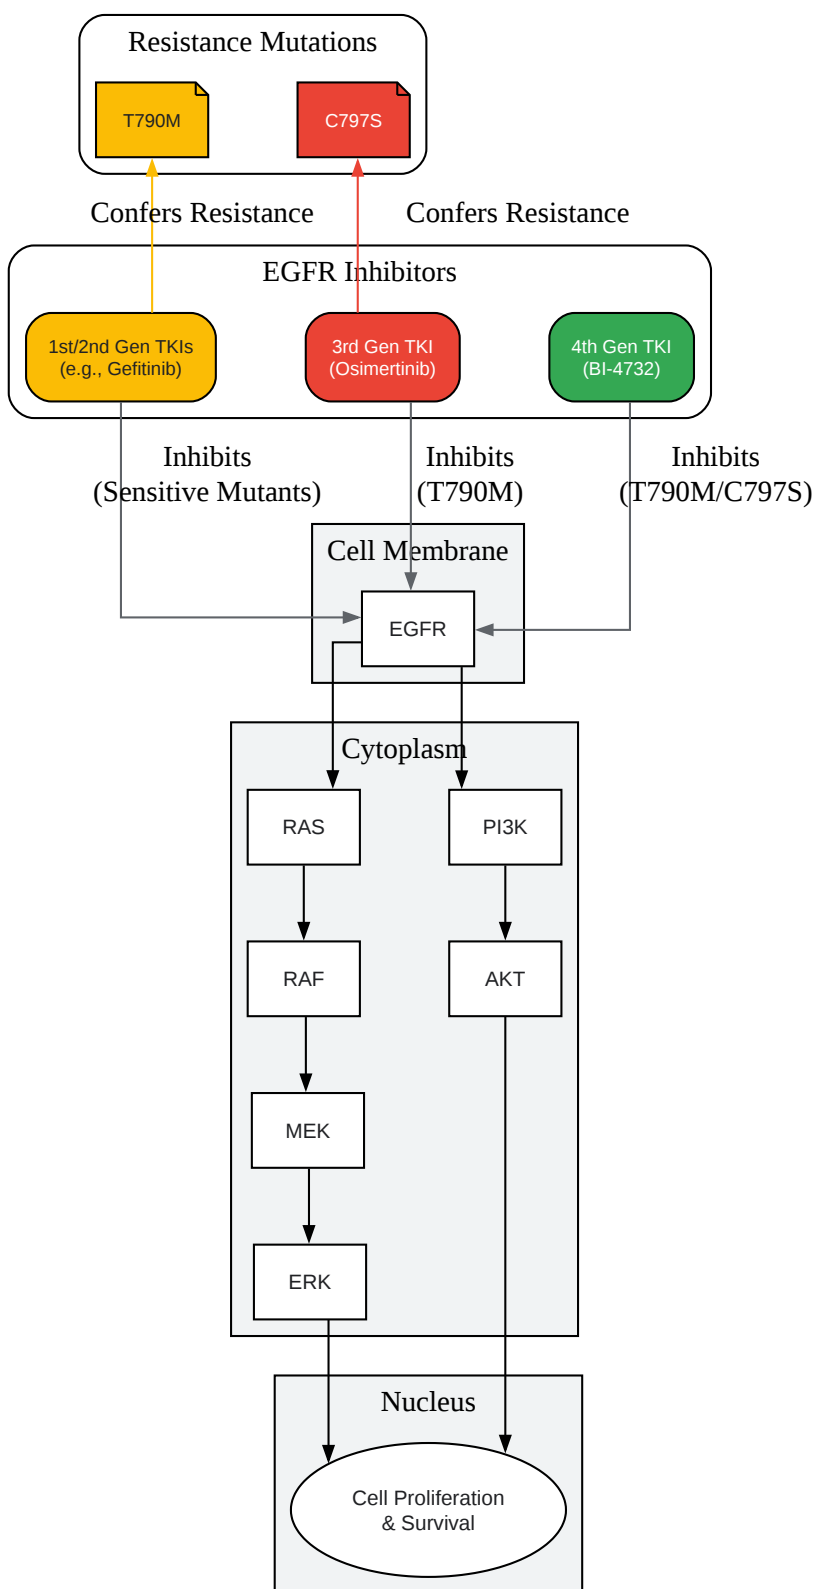 Resistance Mutations
T790M
C797S
Confers Resistance
Confers Resistance
EGFR Inhibitors
1st/2nd Gen TKIs
(e.g., Gefitinib)
3rd Gen TKI
(Osimertinib)
4th Gen TKI
(BI-4732)
Inhibits
(Sensitive Mutants)
Inhibits
(T790M)
Inhibits
(T790M/C797S)
Cell Membrane
EGFR
Cytoplasm
RAS
PI3K
RAF
AKT
MEK
ERK
Nucleus
Cell Proliferation
& Survival